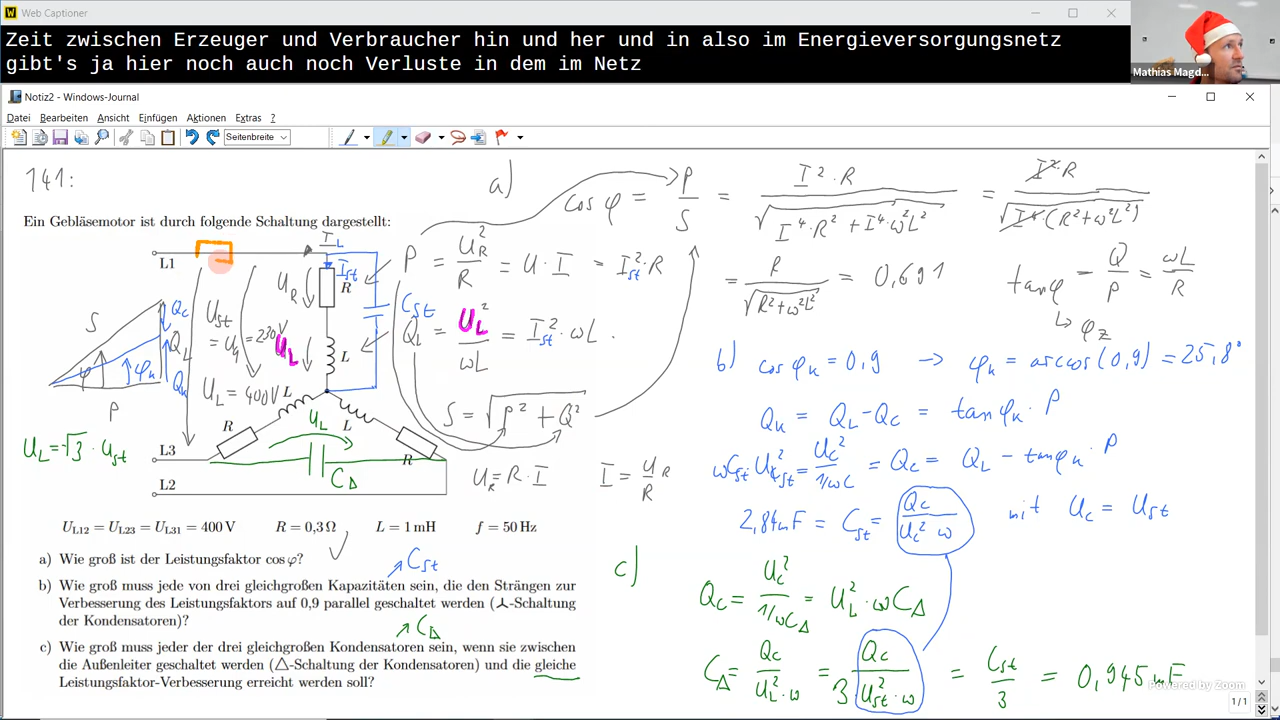 Web Captioner
Zeit zwischen Erzeuger und Verbraucher hin und her und in also im Energieversorgungsnetz
gibt's ja hier noch auch noch Verluste in dem im Netz
Mathias Magd...
Notiz2 - Windows-Journal
Datei Bearbeiten Ansicht Einfügen Aktionen Extras ?
Seitenbreite
141:
Ein Gebläsemotor ist durch folgende Schaltung dargestellt:
L1
I_L
I_St
U_R
R
C_St
U_St
= U_q = 230V
U_L
L
U_L = 400V
S
φ
P
Q_C
Q_L
φ_k
Q_k
R
L
L
U_L
R
L3
C_Δ
L2
U_L = √3 · U_St
U_L12 = U_L23 = U_L31 = 400 V R = 0,3 Ω L = 1 mH f = 50 Hz
a) Wie groß ist der Leistungsfaktor cos φ?
C_St
b) Wie groß muss jede von drei gleichgroßen Kapazitäten sein, die den Strängen zur
Verbesserung des Leistungsfaktors auf 0,9 parallel geschaltet werden (⅄-Schaltung
der Kondensatoren)?
C_Δ
c) Wie groß muss jeder der drei gleichgroßen Kondensatoren sein, wenn sie zwischen
die Außenleiter geschaltet werden (△-Schaltung der Kondensatoren) und die gleiche
Leistungsfaktor-Verbesserung erreicht werden soll?
a)
cos φ = P/S = I² · R / √(I⁴ · R² + I⁴ · ω²L²) = I² · R / √(I⁴ (R² + ω²L²))
= R / √(R² + ω²L²) = 0,691
tan φ = Q/P = ωL/R
↳ φ_Z
P = U_R²/R = U · I = I_St² · R
Q_L = U_L²/ωL = I_St² · ωL
S = √(P² + Q²)
U_R = R · I I = U_R/R
b) cos φ_k = 0,9 → φ_k = arccos(0,9) = 25,8°
Q_k = Q_L - Q_C = tan φ_k · P
ωC_St · U_St² = U_C²/(1/ωC) = Q_C = Q_L - tan φ_k · P
2,84mF = C_St = Q_C/(U_C² · ω) mit U_C = U_St
c)
Q_C = U_C²/(1/ωC_Δ) = U_L² · ωC_Δ
C_Δ = Q_C/(U_L² · ω) = Q_C/(3 U_St² · ω) = C_St/3 = 0,945mF
Powered by Zoom
1/1